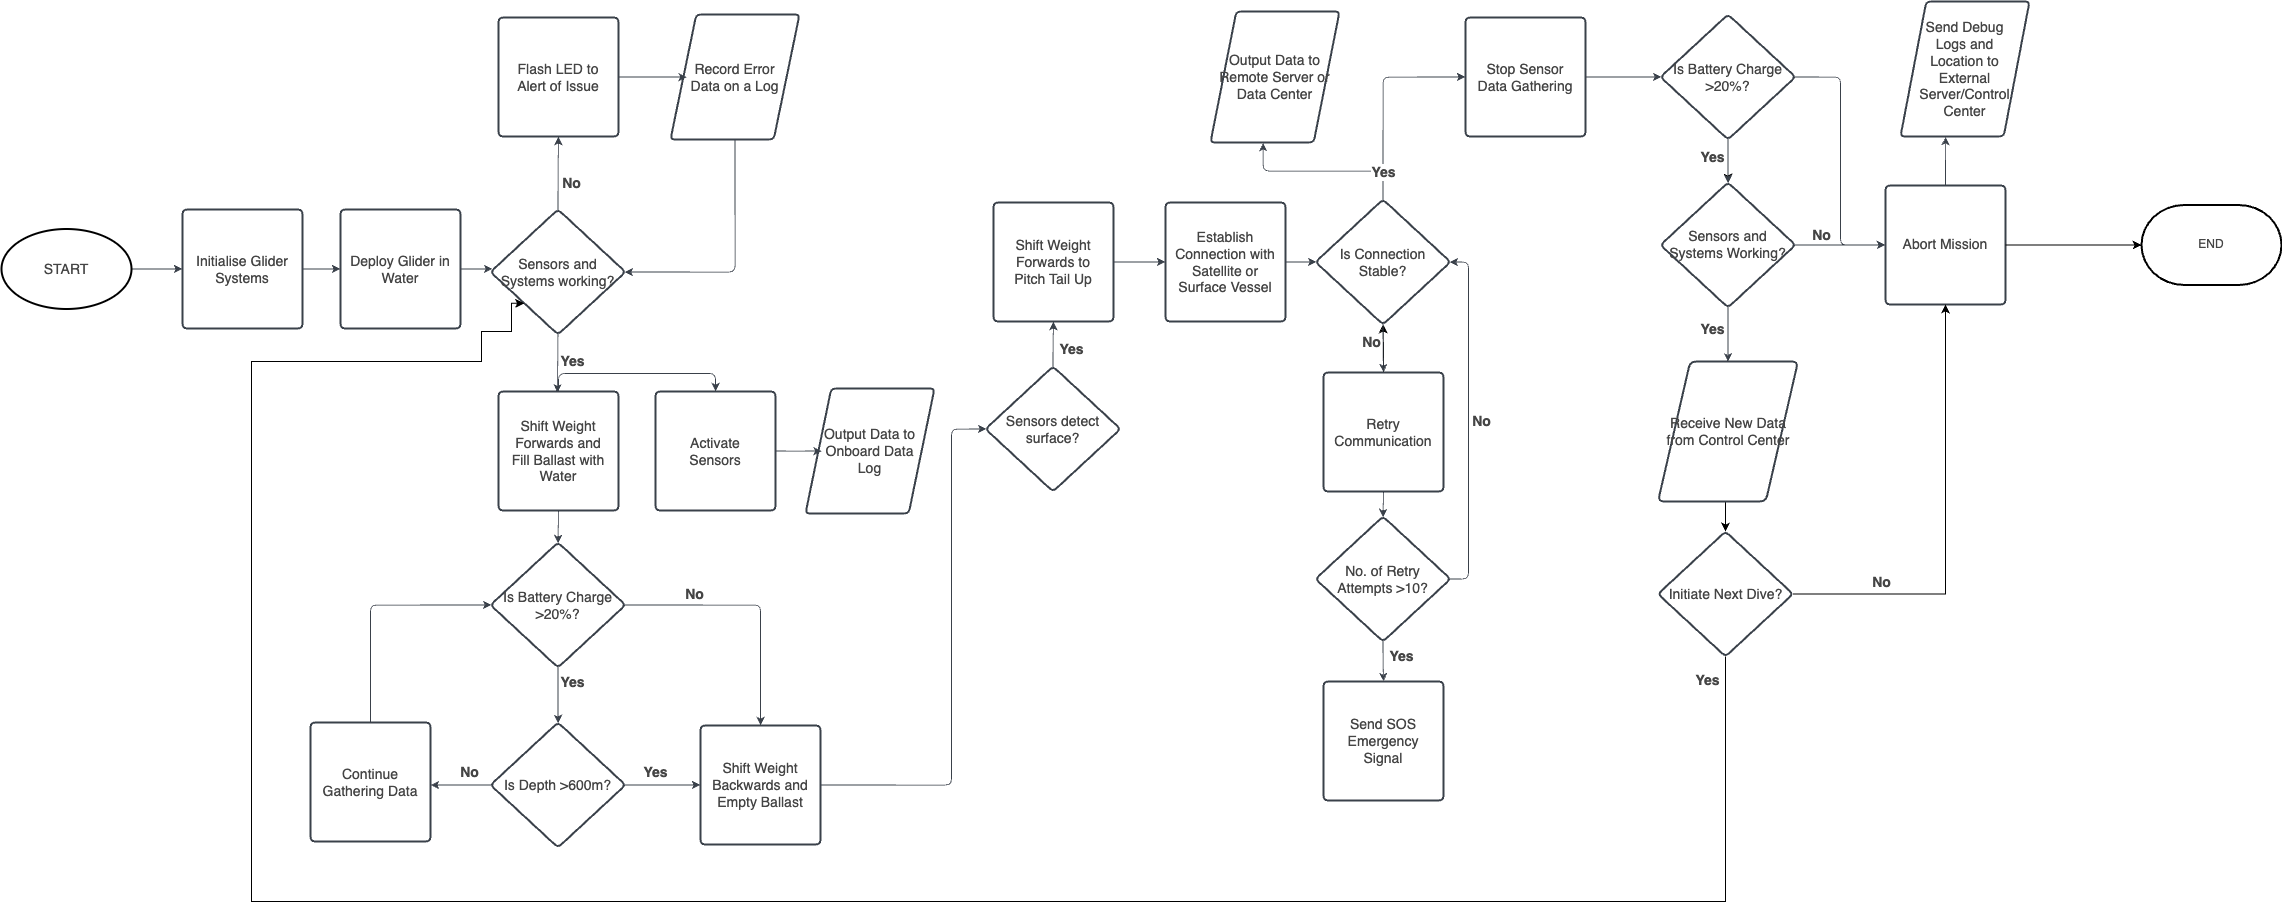 START
Initialise Glider
Systems
Deploy Glider in
Water
Sensors and
Systems working?
No
Flash LED to
Alert of Issue
Record Error
Data on a Log
Yes
Shift Weight
Forwards and
Fill Ballast with
Water
Activate
Sensors
Output Data to
Onboard Data
Log
Is Battery Charge
>20%?
No
Yes
Is Depth >600m?
No
Continue
Gathering Data
Yes
Shift Weight
Backwards and
Empty Ballast
Sensors detect
surface?
Yes
Shift Weight
Forwards to
Pitch Tail Up
Establish
Connection with
Satellite or
Surface Vessel
Is Connection
Stable?
Yes
Output Data to
Remote Server or
Data Center
No
Retry
Communication
No. of Retry
Attempts >10?
No
Yes
Send SOS
Emergency
Signal
Stop Sensor
Data Gathering
Is Battery Charge
>20%?
Yes
Sensors and
Systems Working?
No
Yes
Receive New Data
from Control Center
Initiate Next Dive?
No
Yes
Abort Mission
Send Debug
Logs and
Location to
External
Server/Control
Center
END